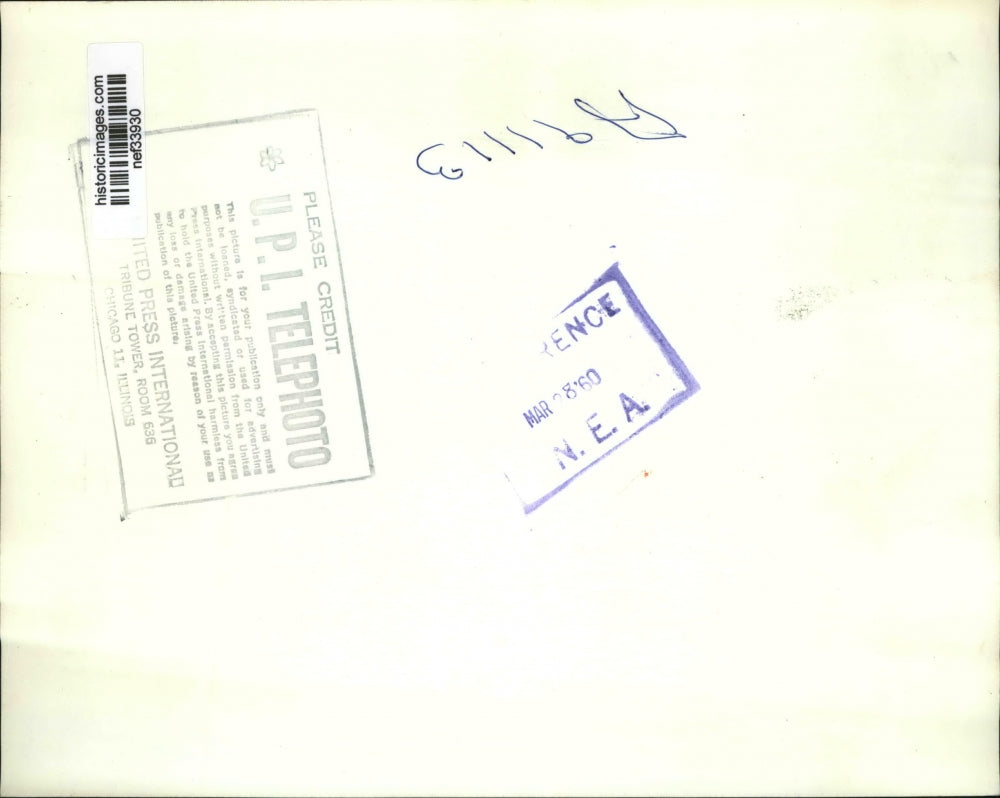 historicimages.com
nef33930
PLEASE CREDIT
U.P.I. TELEPHOTO
This picture is for your publication only and must
not be loaned, syndicated or used for advertising
purposes without written permission from the United
Press International. By accepting this picture you agree
to hold the United Press International harmless from
any loss or damage arising by reason of your use as
publication of this picture.
ITED PRESS INTERNATIONAL
TRIBUNE TOWER, ROOM 636
CHICAGO 11, ILLINOIS
RENCE
MAR 28'60
N. E. A.